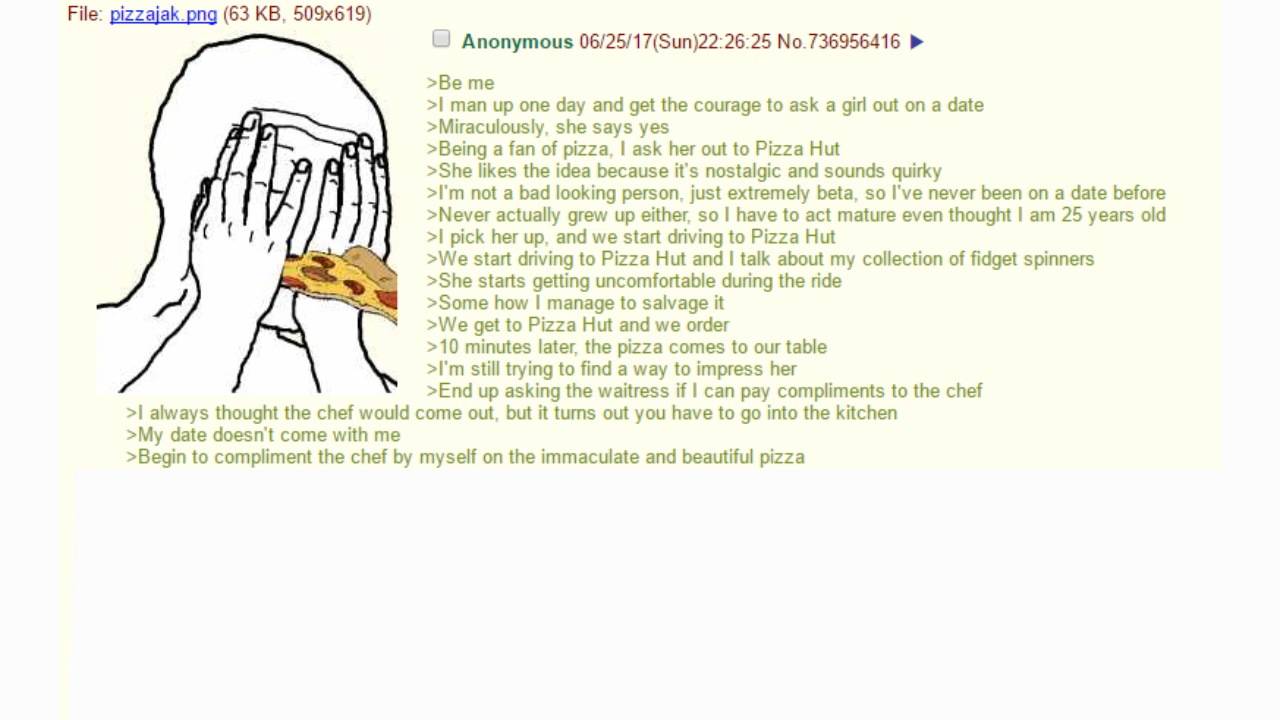 File: pizzajak.png (63 KB, 509x619)
Anonymous 06/25/17(Sun)22:26:25 No.736956416 ▶
>Be me
>I man up one day and get the courage to ask a girl out on a date
>Miraculously, she says yes
>Being a fan of pizza, I ask her out to Pizza Hut
>She likes the idea because it's nostalgic and sounds quirky
>I'm not a bad looking person, just extremely beta, so I've never been on a date before
>Never actually grew up either, so I have to act mature even thought I am 25 years old
>I pick her up, and we start driving to Pizza Hut
>We start driving to Pizza Hut and I talk about my collection of fidget spinners
>She starts getting uncomfortable during the ride
>Some how I manage to salvage it
>We get to Pizza Hut and we order
>10 minutes later, the pizza comes to our table
>I'm still trying to find a way to impress her
>End up asking the waitress if I can pay compliments to the chef
>I always thought the chef would come out, but it turns out you have to go into the kitchen
>My date doesn't come with me
>Begin to compliment the chef by myself on the immaculate and beautiful pizza